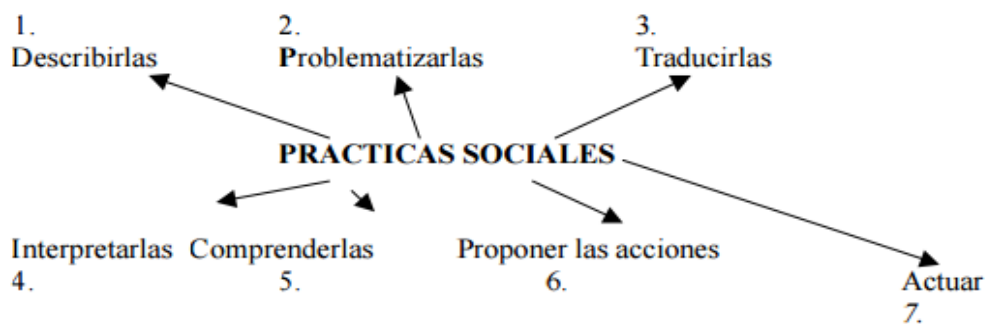 1.
Describirlas
2.
Problematizarlas
3.
Traducirlas
PRACTICAS SOCIALES
Interpretarlas
4.
Comprenderlas
5.
Proponer las acciones
6.
Actuar
7.